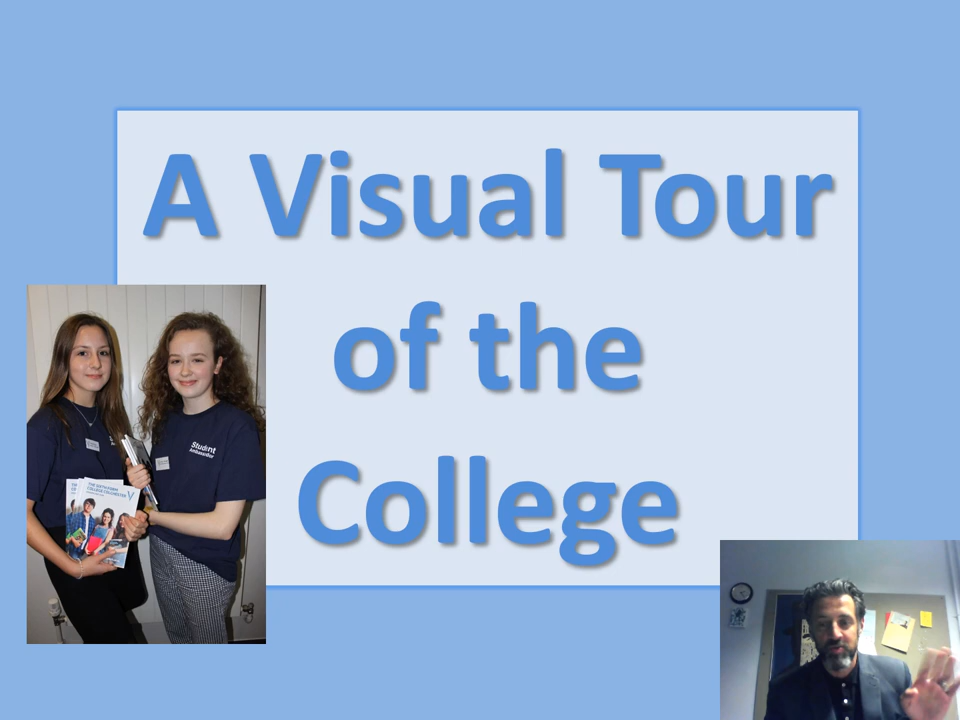 A Visual Tour
of the
College
Student
Ambassador
THE SIXTH FORM
COLLEGE COLCHESTER